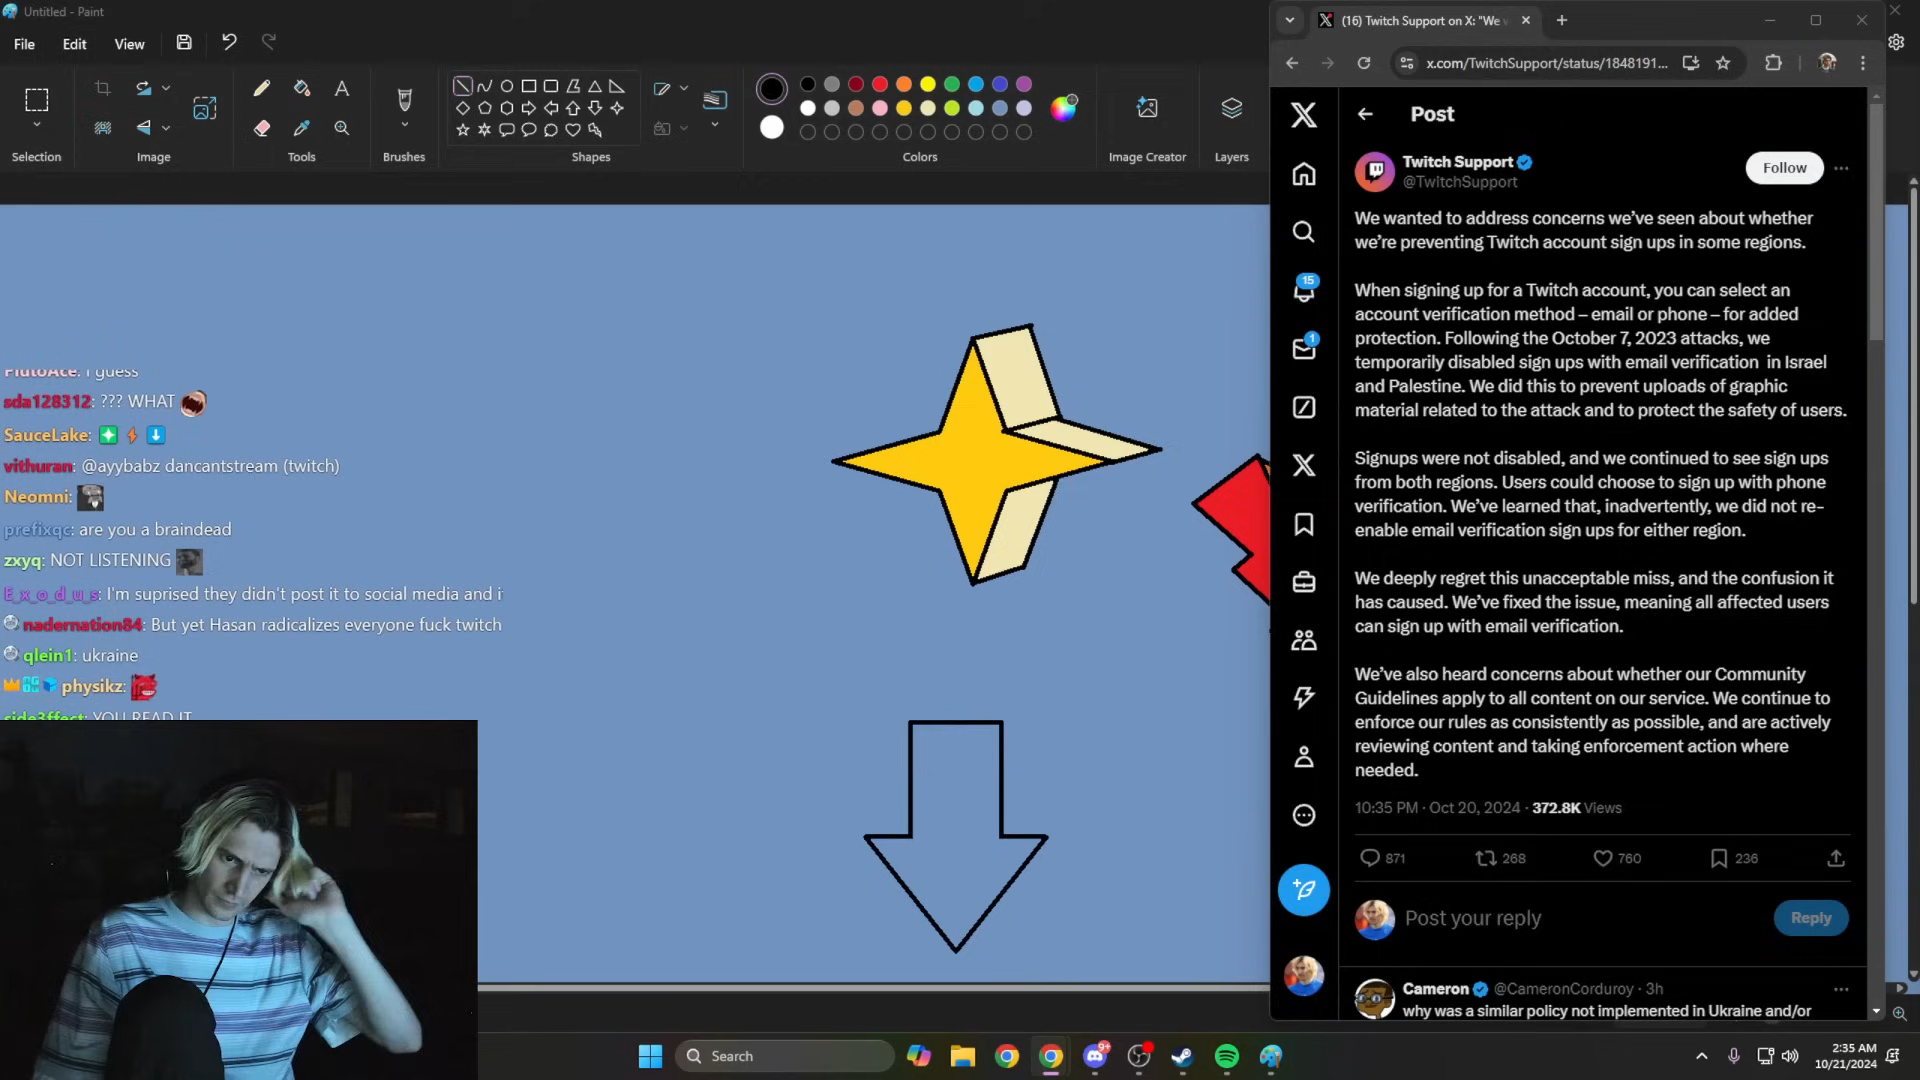 Untitled - Paint
File Edit View
Selection
Image
Tools
Brushes
Shapes
Colors
Image Creator
Layers
PlutoAce: I guess
sda128312: ??? WHAT
SauceLake:
vithuran: @ayybabz dancantstream (twitch)
Neomni:
prefixqc: are you a braindead
zxyq: NOT LISTENING
E_x_o_d_u_s: I'm suprised they didn't post it to social media and i
nadernation84: But yet Hasan radicalizes everyone fuck twitch
qlein1: ukraine
physikz:
side3ffect: YOU READ IT
(16) Twitch Support on X: "We
x.com/TwitchSupport/status/1848191...
Post
Twitch Support
@TwitchSupport
Follow
We wanted to address concerns we've seen about whether
we're preventing Twitch account sign ups in some regions.
When signing up for a Twitch account, you can select an
account verification method – email or phone – for added
protection. Following the October 7, 2023 attacks, we
temporarily disabled sign ups with email verification in Israel
and Palestine. We did this to prevent uploads of graphic
material related to the attack and to protect the safety of users.
Signups were not disabled, and we continued to see sign ups
from both regions. Users could choose to sign up with phone
verification. We've learned that, inadvertently, we did not re-
enable email verification sign ups for either region.
We deeply regret this unacceptable miss, and the confusion it
has caused. We've fixed the issue, meaning all affected users
can sign up with email verification.
We've also heard concerns about whether our Community
Guidelines apply to all content on our service. We continue to
enforce our rules as consistently as possible, and are actively
reviewing content and taking enforcement action where
needed.
10:35 PM · Oct 20, 2024 · 372.8K Views
871 268 760 236
Post your reply
Reply
Cameron @CameronCorduroy · 3h
why was a similar policy not implemented in Ukraine and/or
15
1
Search
9+
2:35 AM
10/21/2024